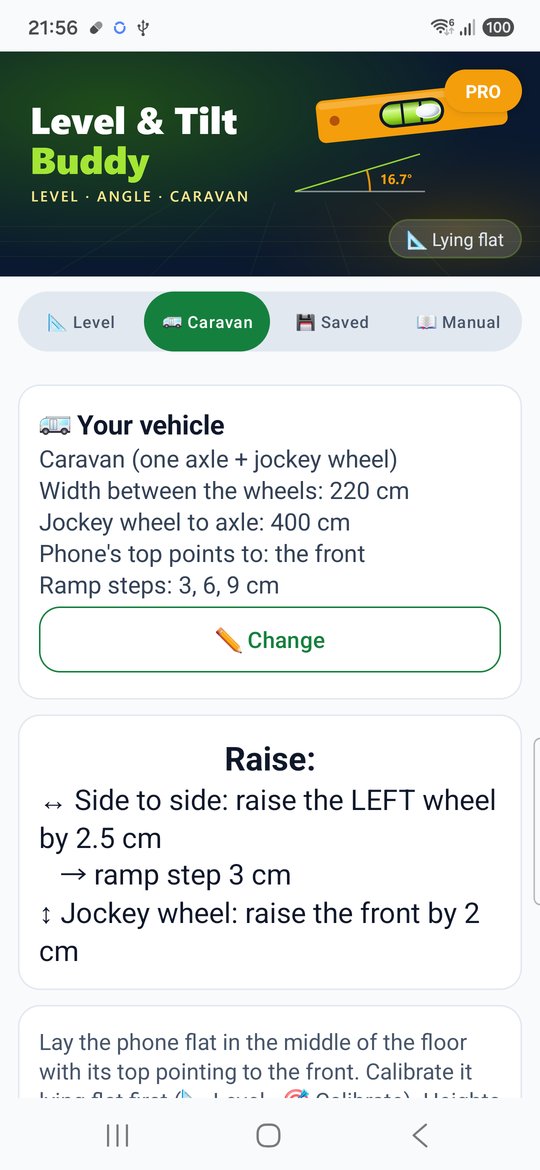 21:56
6
100
PRO
Level & Tilt
Buddy
LEVEL · ANGLE · CARAVAN
16.7°
Lying flat
Level
Caravan
Saved
Manual
Your vehicle
Caravan (one axle + jockey wheel)
Width between the wheels: 220 cm
Jockey wheel to axle: 400 cm
Phone's top points to: the front
Ramp steps: 3, 6, 9 cm
Change
Raise:
↔ Side to side: raise the LEFT wheel
by 2.5 cm
→ ramp step 3 cm
↕ Jockey wheel: raise the front by 2
cm
Lay the phone flat in the middle of the floor
with its top pointing to the front. Calibrate it